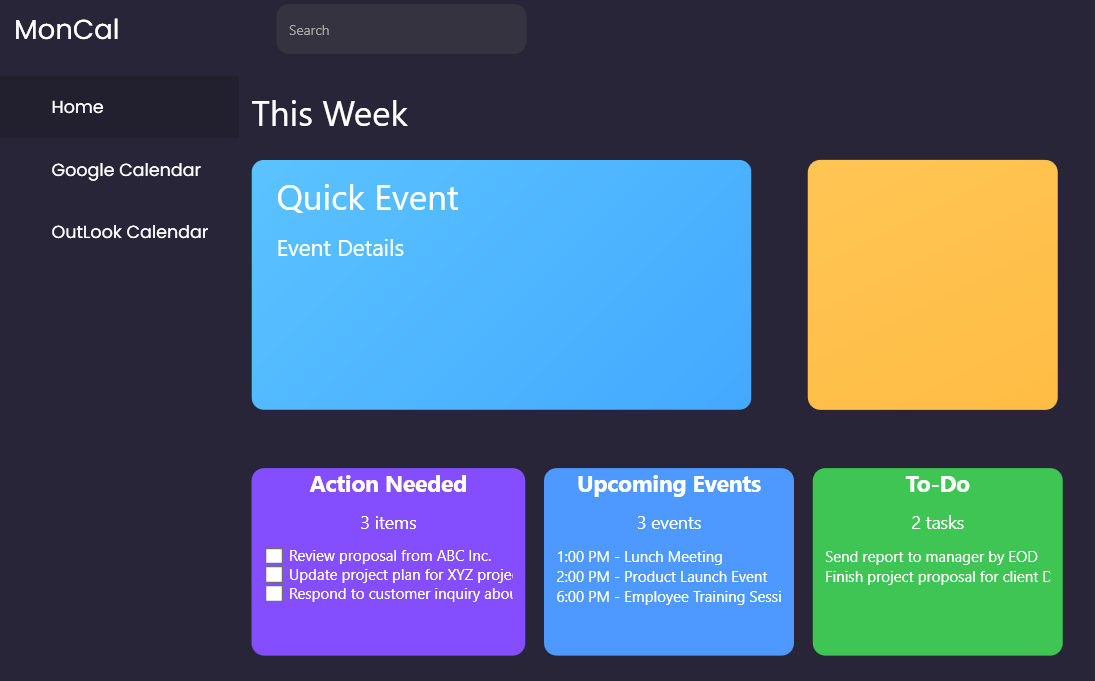 MonCal
Search
Home
Google Calendar
OutLook Calendar
This Week
Quick Event
Event Details
Action Needed
3 items
Review proposal from ABC Inc.
Update project plan for XYZ proje
Respond to customer inquiry abou
Upcoming Events
3 events
1:00 PM - Lunch Meeting
2:00 PM - Product Launch Event
6:00 PM - Employee Training Sessi
To-Do
2 tasks
Send report to manager by EOD
Finish project proposal for client D